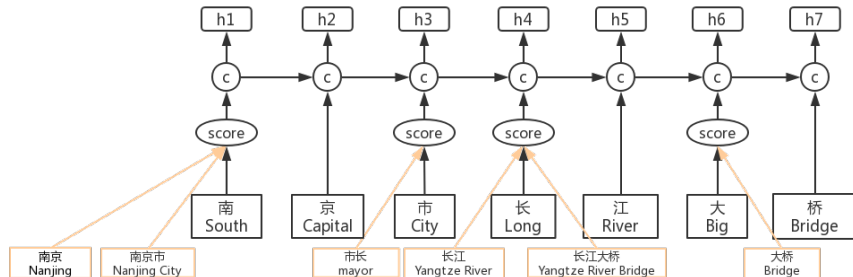 h1 h2 h3 h4 h5 h6 h7
c c c c c c c
score score score score
南 京 市 长 江 大 桥
South Capital City Long River Big Bridge
南京 南京市 市长 长江 长江大桥 大桥
Nanjing Nanjing City mayor Yangtze River Yangtze River Bridge Bridge